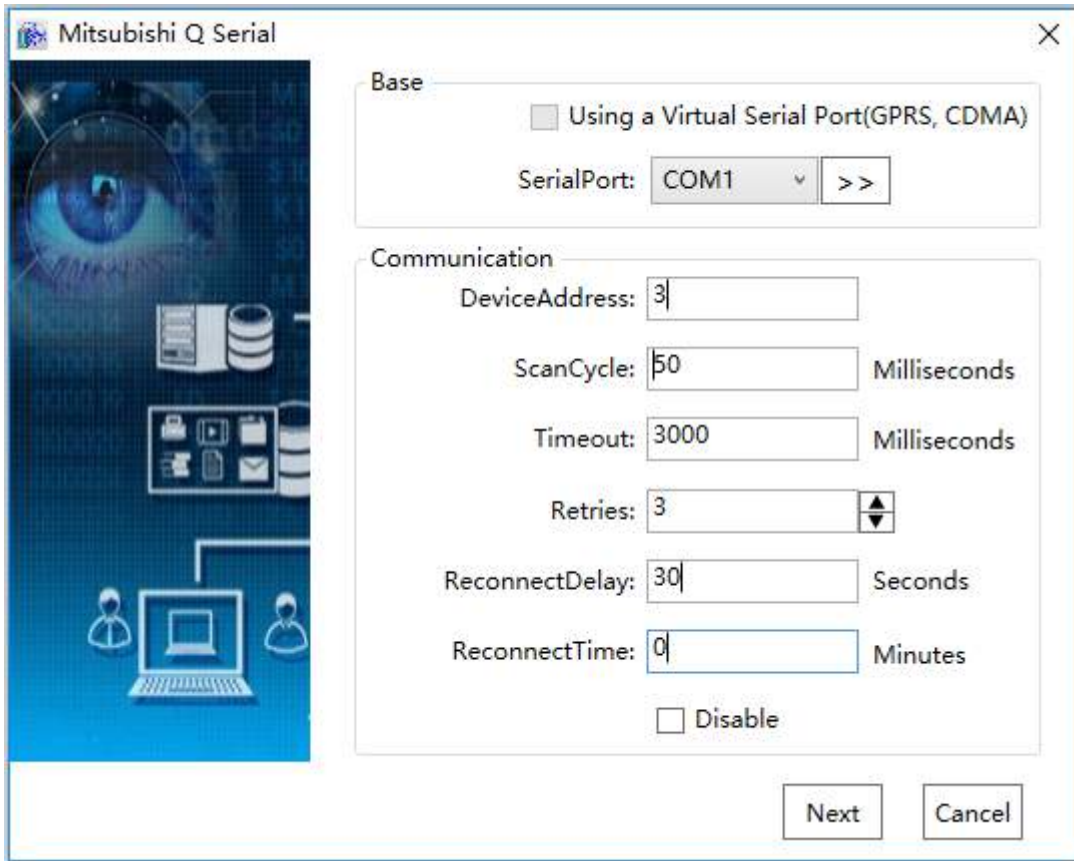 Mitsubishi Q Serial
Base
Using a Virtual Serial Port(GPRS, CDMA)
SerialPort: COM1 >>
Communication
DeviceAddress: 3
ScanCycle: 50 Milliseconds
Timeout: 3000 Milliseconds
Retries: 3
ReconnectDelay: 30 Seconds
ReconnectTime: 0 Minutes
Disable
Next Cancel